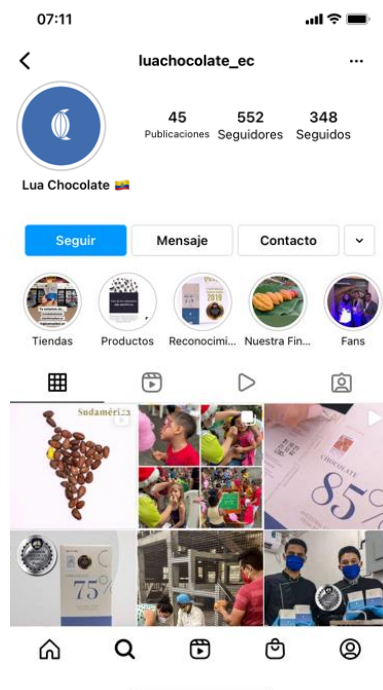 07:11
luachocolate_ec
45 552 348
Publicaciones Seguidores Seguidos
Lua Chocolate
Seguir Mensaje Contacto
Tiendas Productos Reconocimi... Nuestra Fin... Fans
2019
Sudamérica
CHOCOLATE
85%
75%